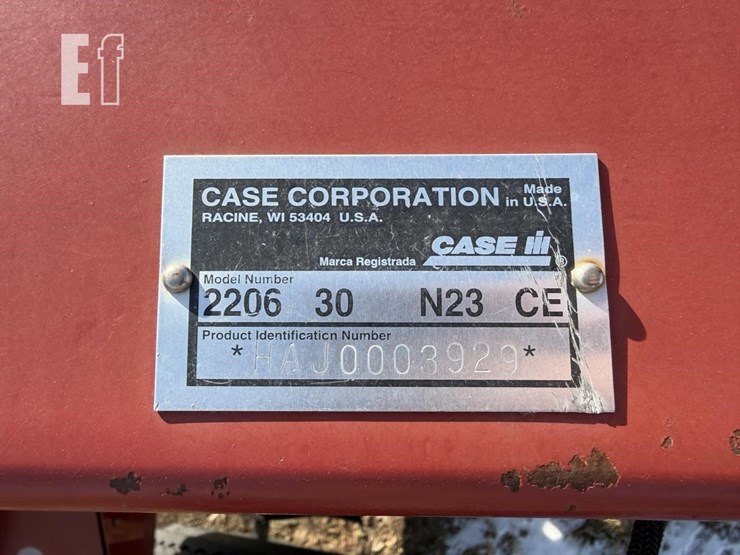 Ef
CASE CORPORATION Made in U.S.A.
RACINE, WI 53404 U.S.A.
Marca Registrada CASE IH ®
Model Number
2206 30 N23 CE
Product Identification Number
*HAJ0003929*